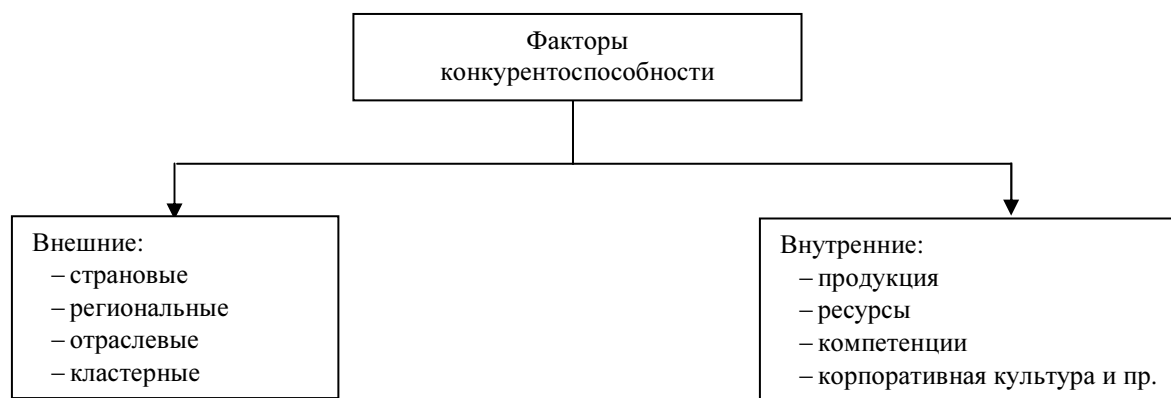 Факторы
конкурентоспособности
Внешние:
– страновые
– региональные
– отраслевые
– кластерные
Внутренние:
– продукция
– ресурсы
– компетенции
– корпоративная культура и пр.